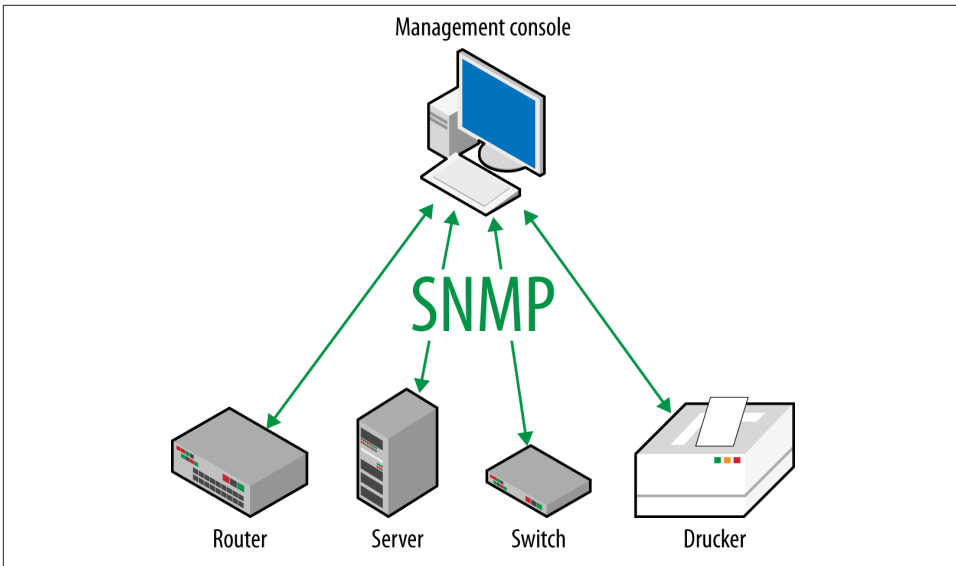 Management console
SNMP
Router
Server
Switch
Drucker